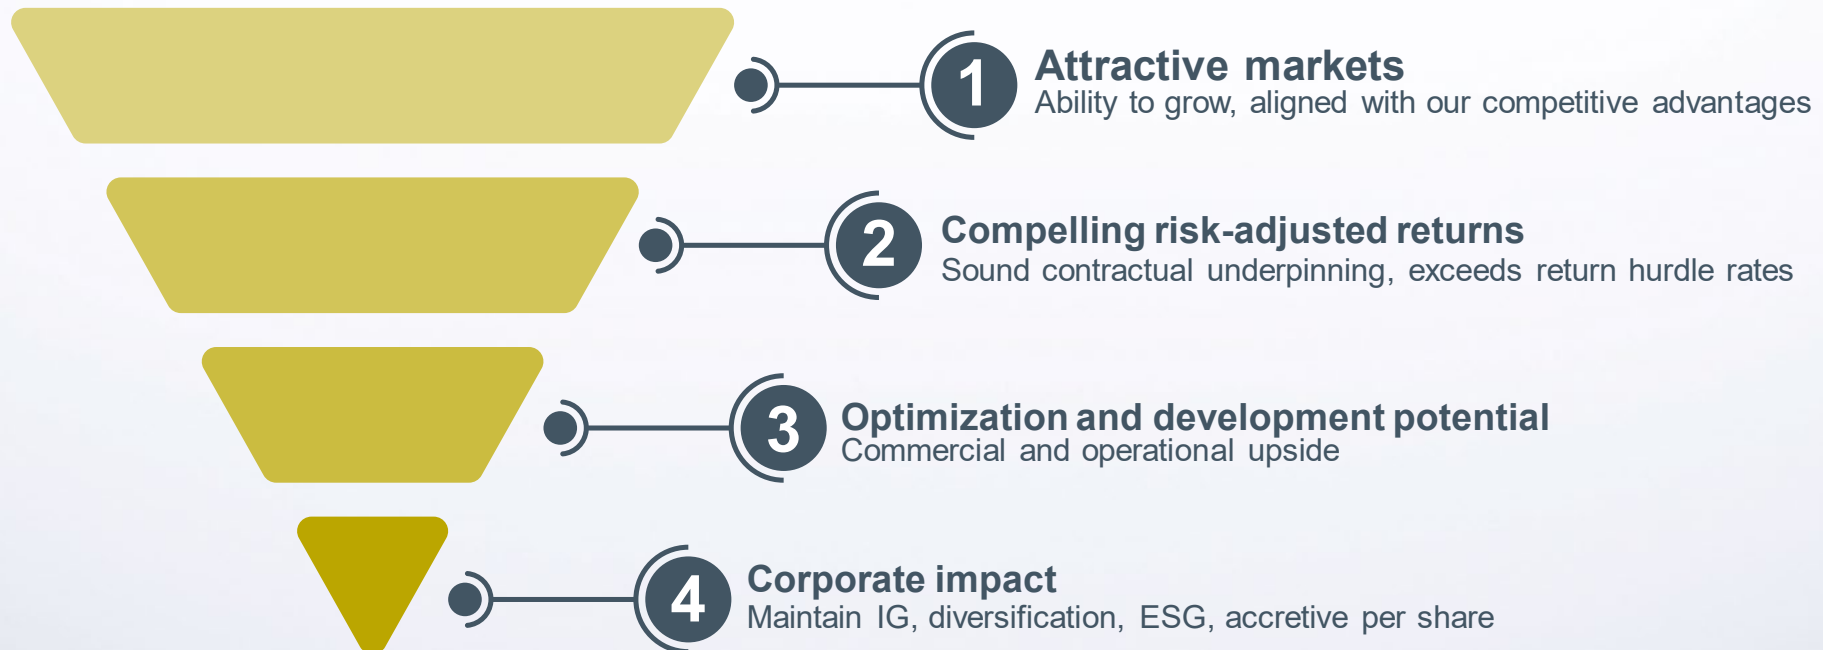 1
Attractive markets
Ability to grow, aligned with our competitive advantages
2
Compelling risk-adjusted returns
Sound contractual underpinning, exceeds return hurdle rates
3
Optimization and development potential
Commercial and operational upside
4
Corporate impact
Maintain IG, diversification, ESG, accretive per share